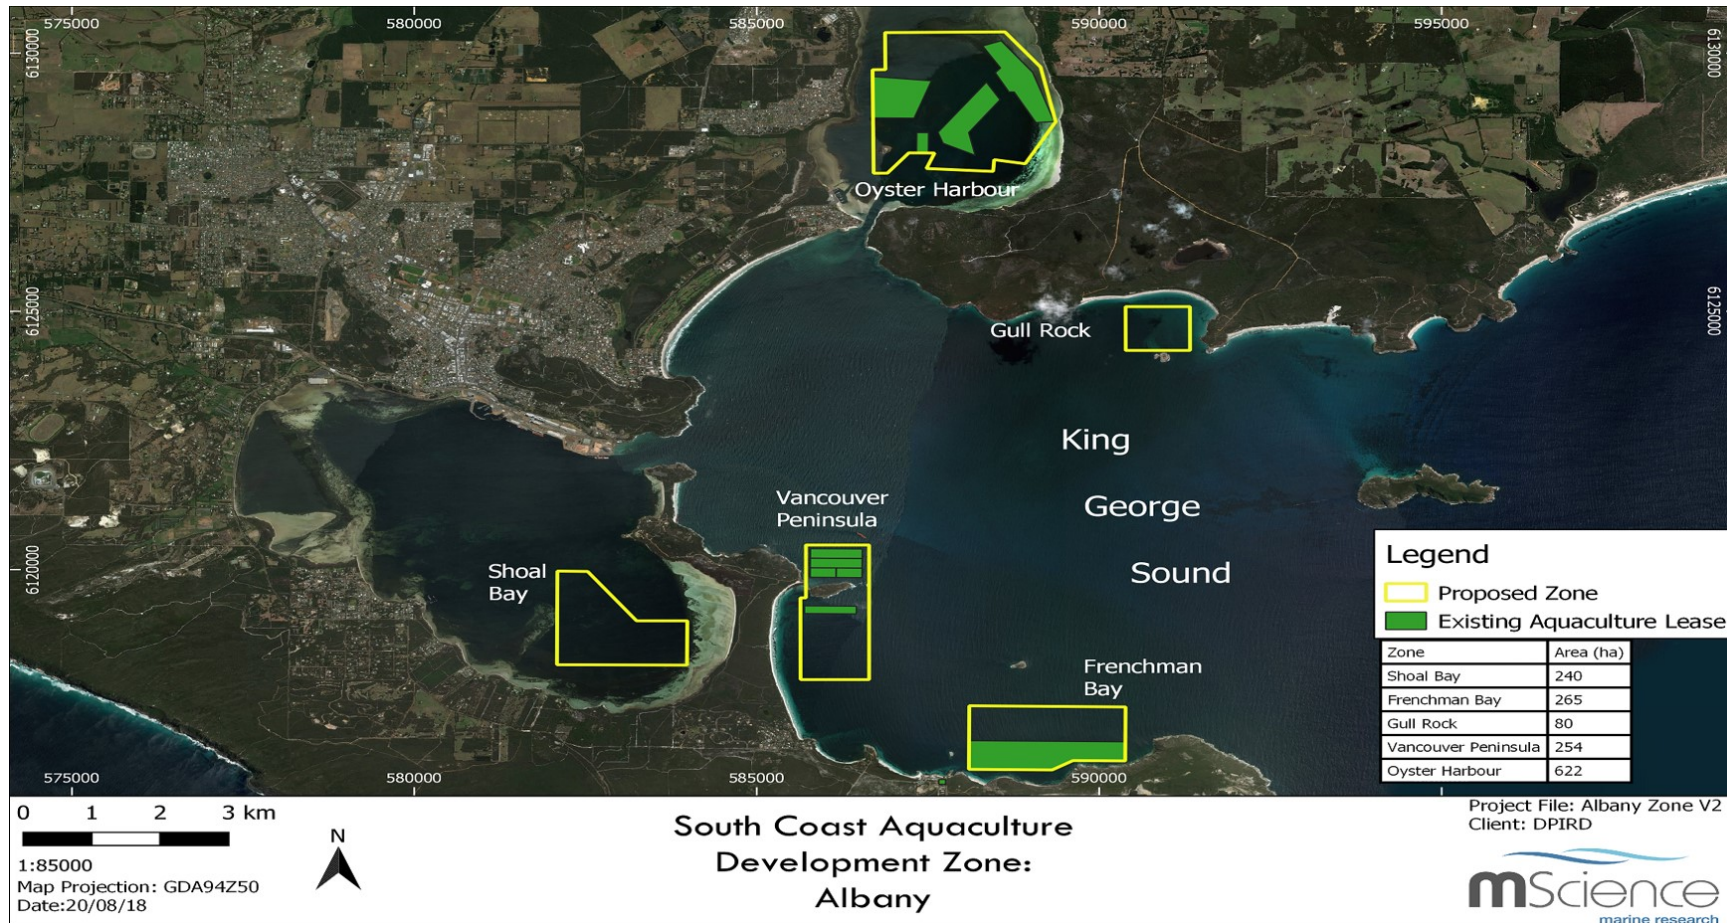 575000
580000
585000
590000
595000
6130000
6130000
Oyster Harbour
6125000
6125000
Gull Rock
King
George
Sound
Vancouver
Peninsula
Shoal
Bay
6120000
Frenchman
Bay
Legend
Proposed Zone
Existing Aquaculture Lease
Zone Area (ha)
Shoal Bay 240
Frenchman Bay 265
Gull Rock 80
Vancouver Peninsula 254
Oyster Harbour 622
575000
580000
585000
590000
0 1 2 3 km
1:85000
Map Projection: GDA94Z50
Date:20/08/18
N
South Coast Aquaculture
Development Zone:
Albany
Project File: Albany Zone V2
Client: DPIRD
mScience
marine research